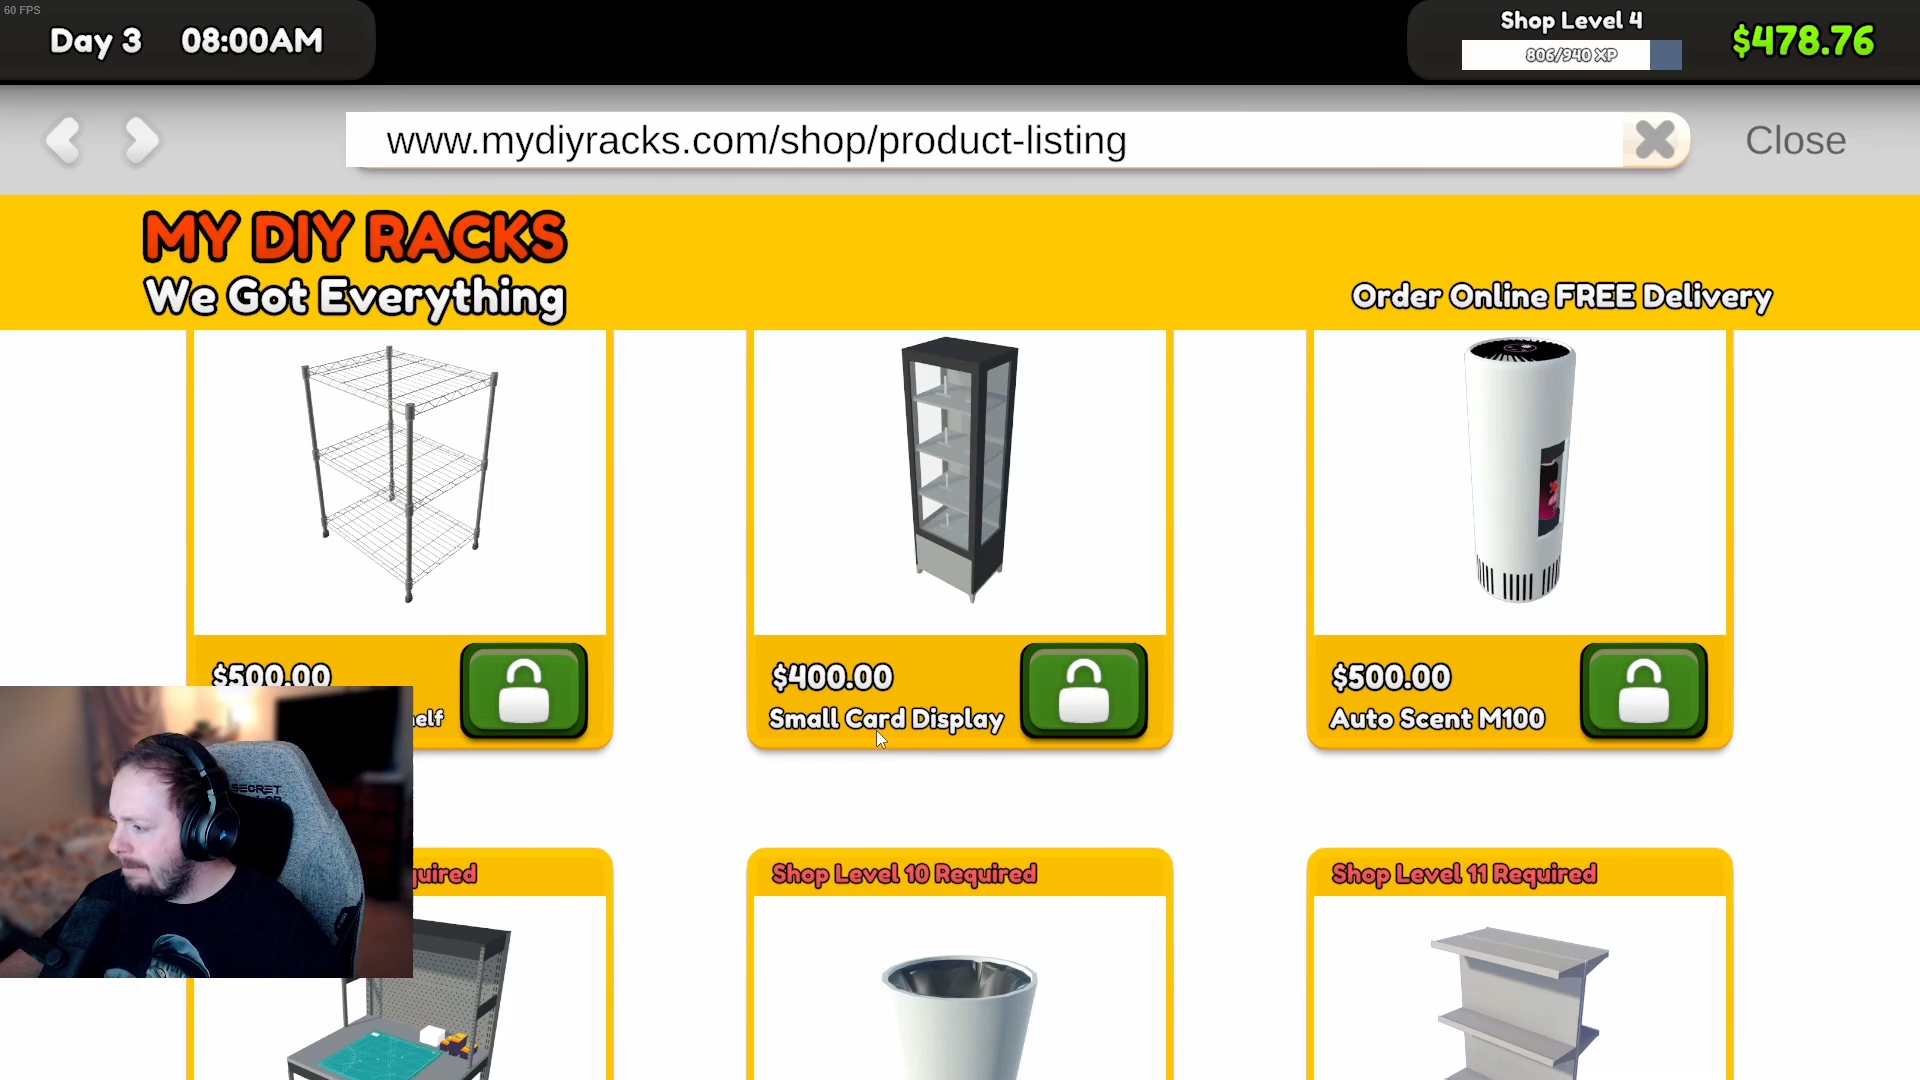 60 FPS
Day 3 08:00AM
Shop Level 4
806/940 XP
$478.76
www.mydiyracks.com/shop/product-listing
Close
MY DIY RACKS
We Got Everything
Order Online FREE Delivery
$500.00
$400.00
Small Card Display
$500.00
Auto Scent M100
SECRET
Shop Level 10 Required
Shop Level 11 Required